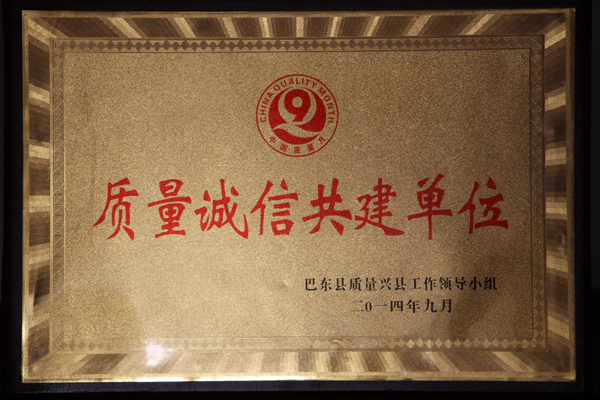 CHINA QUALITY MONTH
中国质量月
质量诚信共建单位
巴东县质量兴县工作领导小组
二〇一四年九月